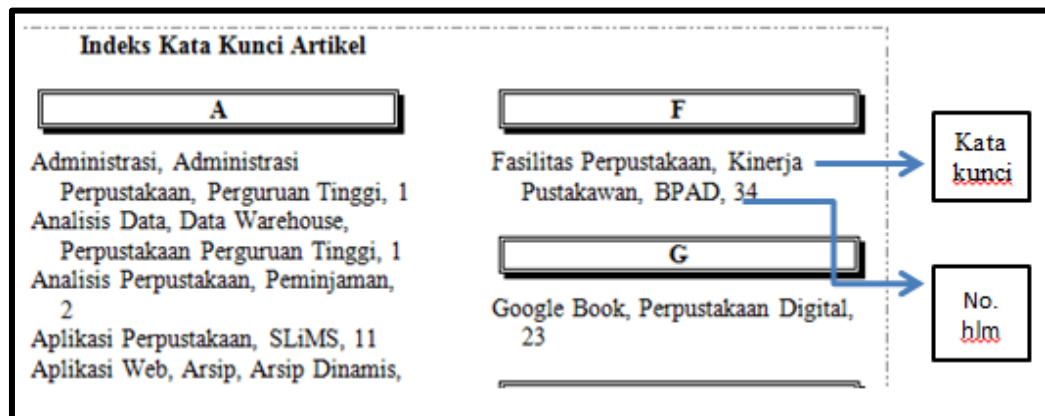 Indeks Kata Kunci Artikel
A
Administrasi, Administrasi
Perpustakaan, Perguruan Tinggi, 1
Analisis Data, Data Warehouse,
Perpustakaan Perguruan Tinggi, 1
Analisis Perpustakaan, Peminjaman,
2
Aplikasi Perpustakaan, SLiMS, 11
Aplikasi Web, Arsip, Arsip Dinamis,
F
Fasilitas Perpustakaan, Kinerja
Pustakawan, BPAD, 34
G
Google Book, Perpustakaan Digital,
23
Kata
kunci
No.
hlm